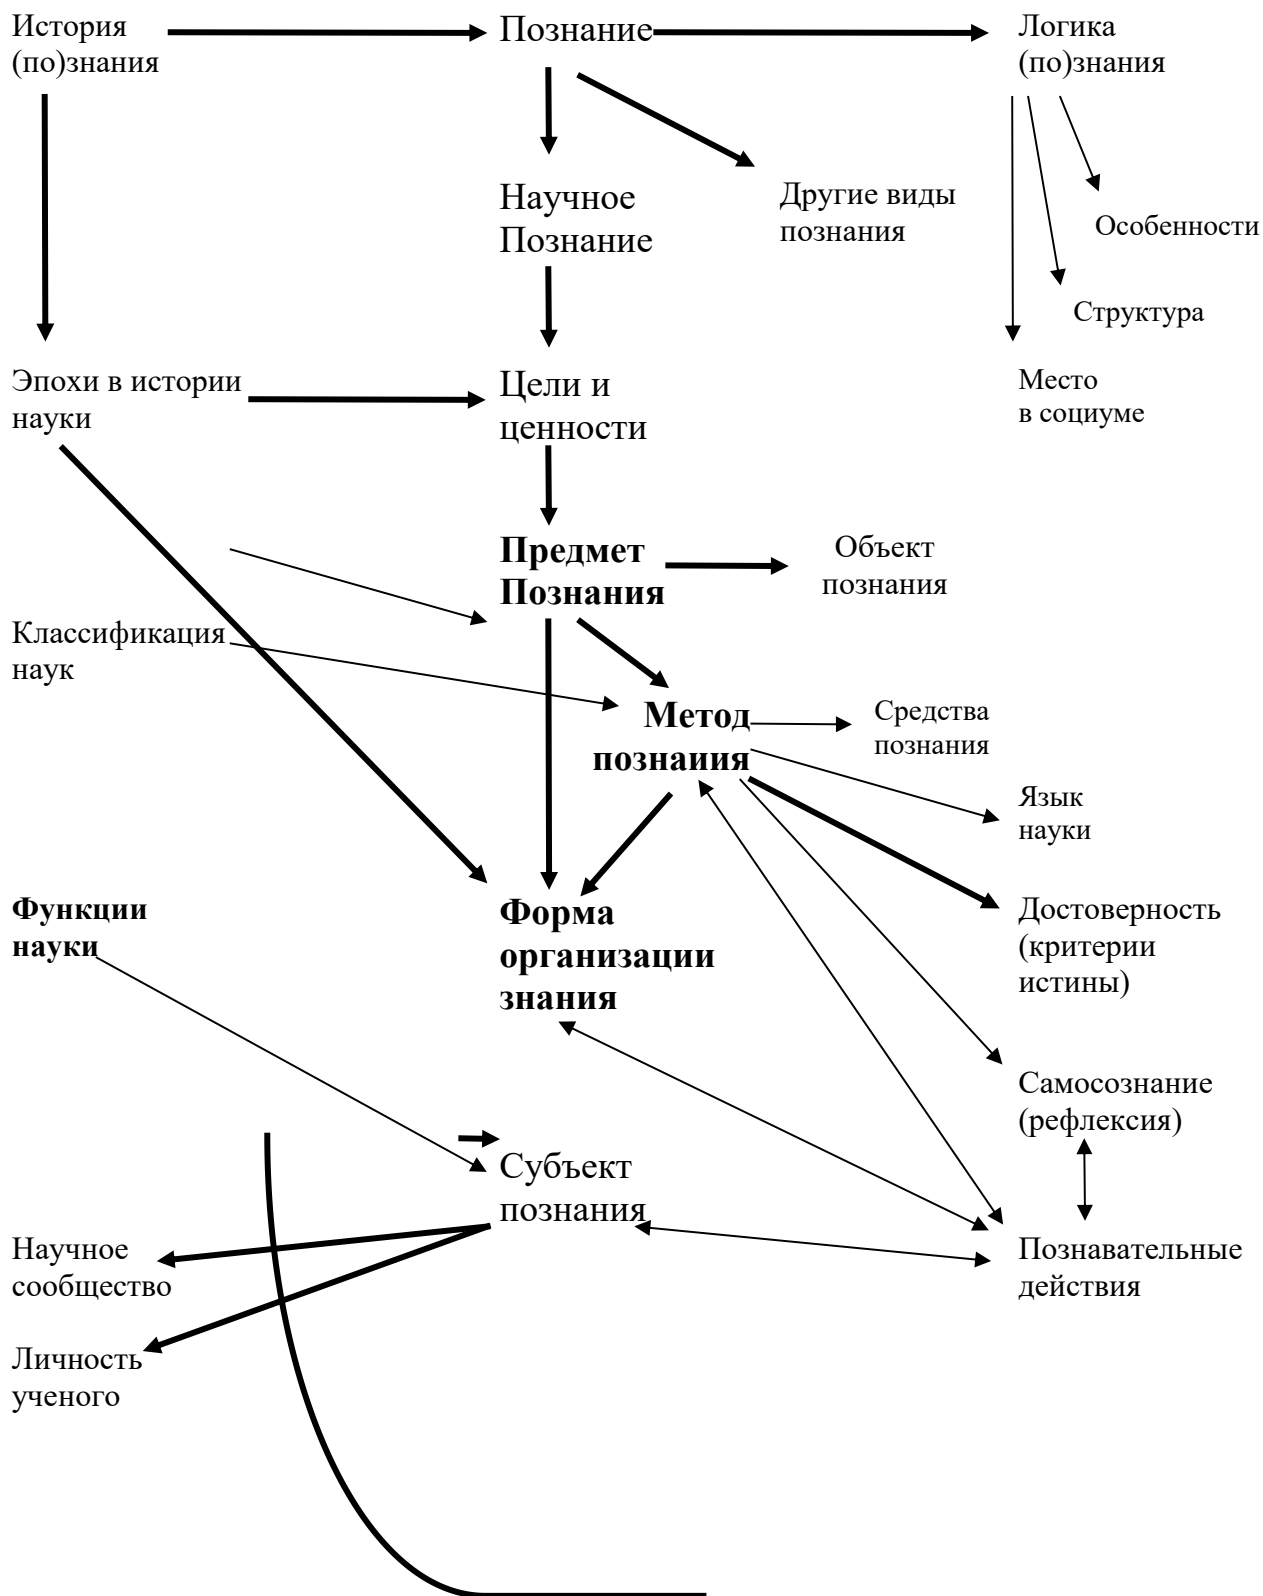 История
(по)знания
Познание
Логика
(по)знания
Научное
Познание
Другие виды
познания
Особенности
Структура
Эпохи в истории
науки
Цели и
ценности
Место
в социуме
Предмет
Познания
Объект
познания
Классификация
наук
Метод
познаиия
Средства
познания
Язык
науки
Функции
науки
Форма
организации
знания
Достоверность
(критерии
истины)
Самосознание
(рефлексия)
Субъект
познания
Научное
сообщество
Познавательные
действия
Личность
ученого